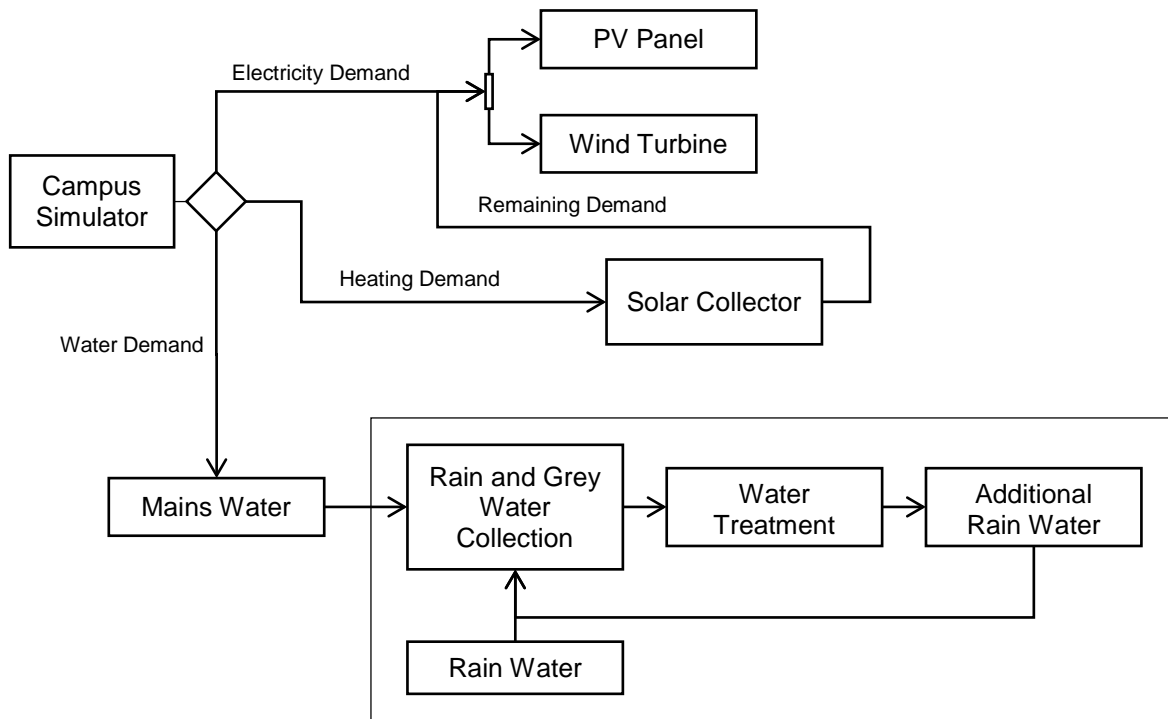 PV Panel
Electricity Demand
Wind Turbine
Campus
Simulator
Remaining Demand
Heating Demand
Solar Collector
Water Demand
Mains Water
Rain and Grey
Water
Collection
Water
Treatment
Additional
Rain Water
Rain Water